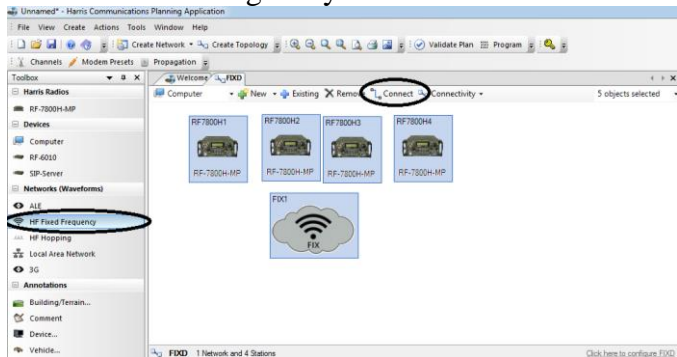 Unnamed* - Harris Communications Planning Application
File View Create Actions Tools Window Help
Create Network Create Topology Validate Plan Program
Channels Modem Presets Propagation
Toolbox Welcome FIXD
Harris Radios Computer New Existing Remove Connect Connectivity 5 objects selected
RF-7800H-MP
Devices
Computer
RF-6010
SIP-Server
Networks (Waveforms)
ALE
HF Fixed Frequency
HF Hopping
Local Area Network
3G
Annotations
Building/Terrain...
Comment
Device...
Vehicle...
RF7800H1 RF7800H2 RF7800H3 RF7800H4
RF-7800H-MP RF-7800H-MP RF-7800H-MP RF-7800H-MP
FIX1
FIX
FIXD 1 Network and 4 Stations Click here to configure FIXD